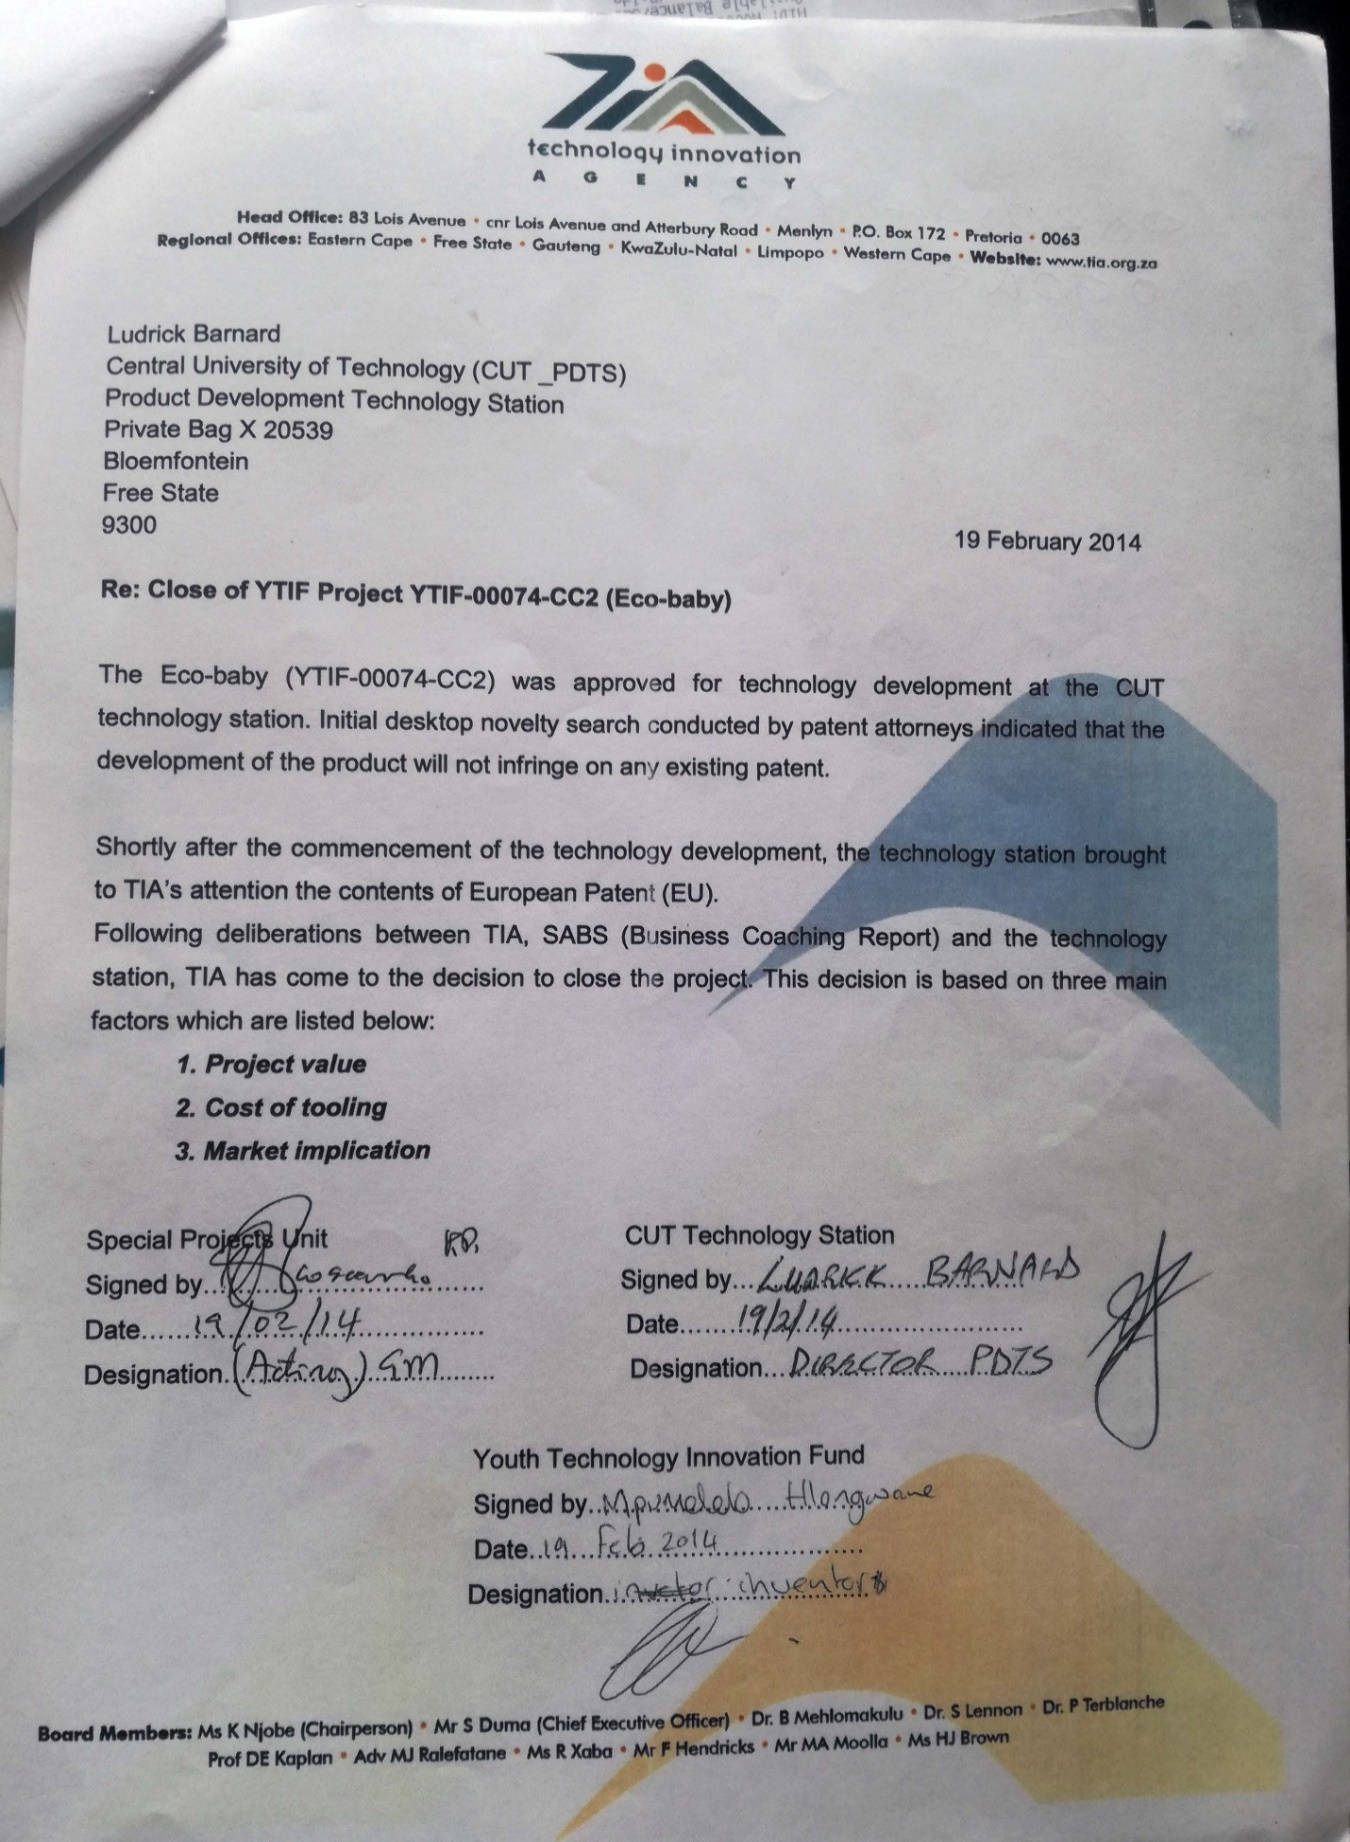 technology innovation
AGENCY
Head Office: 83 Lois Avenue • cnr Lois Avenue and Atterbury Road • Menlyn • P.O. Box 172 • Pretoria • 0063
Regional Offices: Eastern Cape • Free State • Gauteng • KwaZulu-Natal • Limpopo • Western Cape • Website: www.tia.org.za
Ludrick Barnard
Central University of Technology (CUT _PDTS)
Product Development Technology Station
Private Bag X 20539
Bloemfontein
Free State
9300
19 February 2014
Re: Close of YTIF Project YTIF-00074-CC2 (Eco-baby)
The Eco-baby (YTIF-00074-CC2) was approved for technology development at the CUT
technology station. Initial desktop novelty search conducted by patent attorneys indicated that the
development of the product will not infringe on any existing patent.
Shortly after the commencement of the technology development, the technology station brought
to TIA's attention the contents of European Patent (EU).
Following deliberations between TIA, SABS (Business Coaching Report) and the technology
station, TIA has come to the decision to close the project. This decision is based on three main
factors which are listed below:
1. Project value
2. Cost of tooling
3. Market implication
Special Projects Unit
Signed by
Date 19/02/14
Designation (Acting) GM
CUT Technology Station
Signed by LUDRICK BARNARD
Date 19/2/14
Designation DIRECTOR PDTS
Youth Technology Innovation Fund
Signed by Mpumelelo Hlongwane
Date 19 Feb 2014
Designation inventor
Board Members: Ms K Njobe (Chairperson) • Mr S Duma (Chief Executive Officer) • Dr. B Mehlomakulu • Dr. S Lennon • Dr. P Terblanche
Prof DE Kaplan • Adv MJ Ralefatane • Ms R Xaba • Mr F Hendricks • Mr MA Moolla • Ms HJ Brown